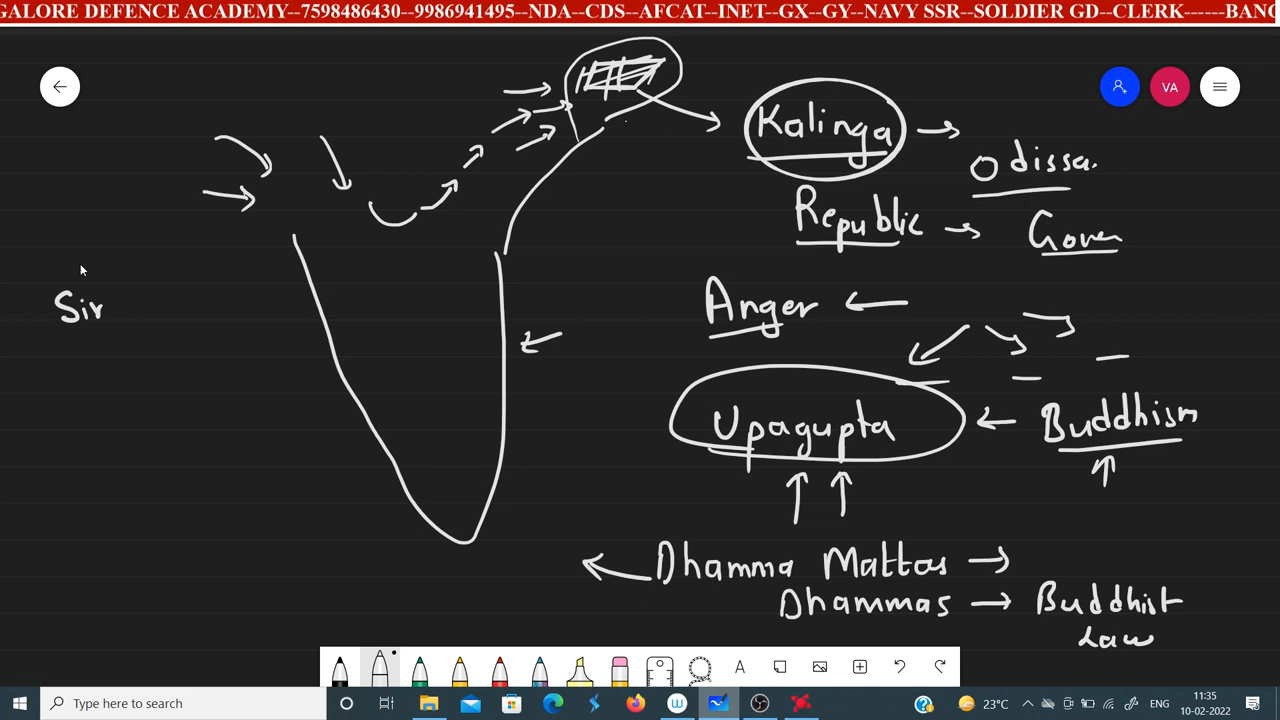 GALORE DEFENCE ACADEMY--7598486430--9986941495--NDA--CDS--AFCAT--INET--GX--GY--NAVY SSR--SOLDIER GD--CLERK------BANG
VA
Kalinga
Odissa.
Republic
Gover
Sir
Anger
Upagupta
Buddhism
Dhamma Mattas
Dhammas
Buddhist
Law
A
Type here to search
23°C
ENG
11:35
10-02-2022